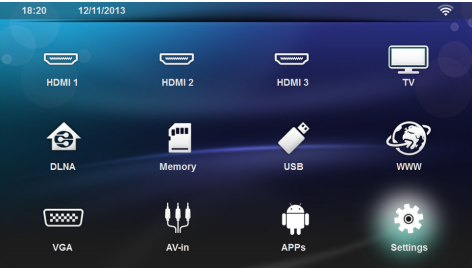 18:20 12/11/2013
HDMI 1 HDMI 2 HDMI 3 TV
DLNA Memory USB WWW
VGA AV-in APPs Settings